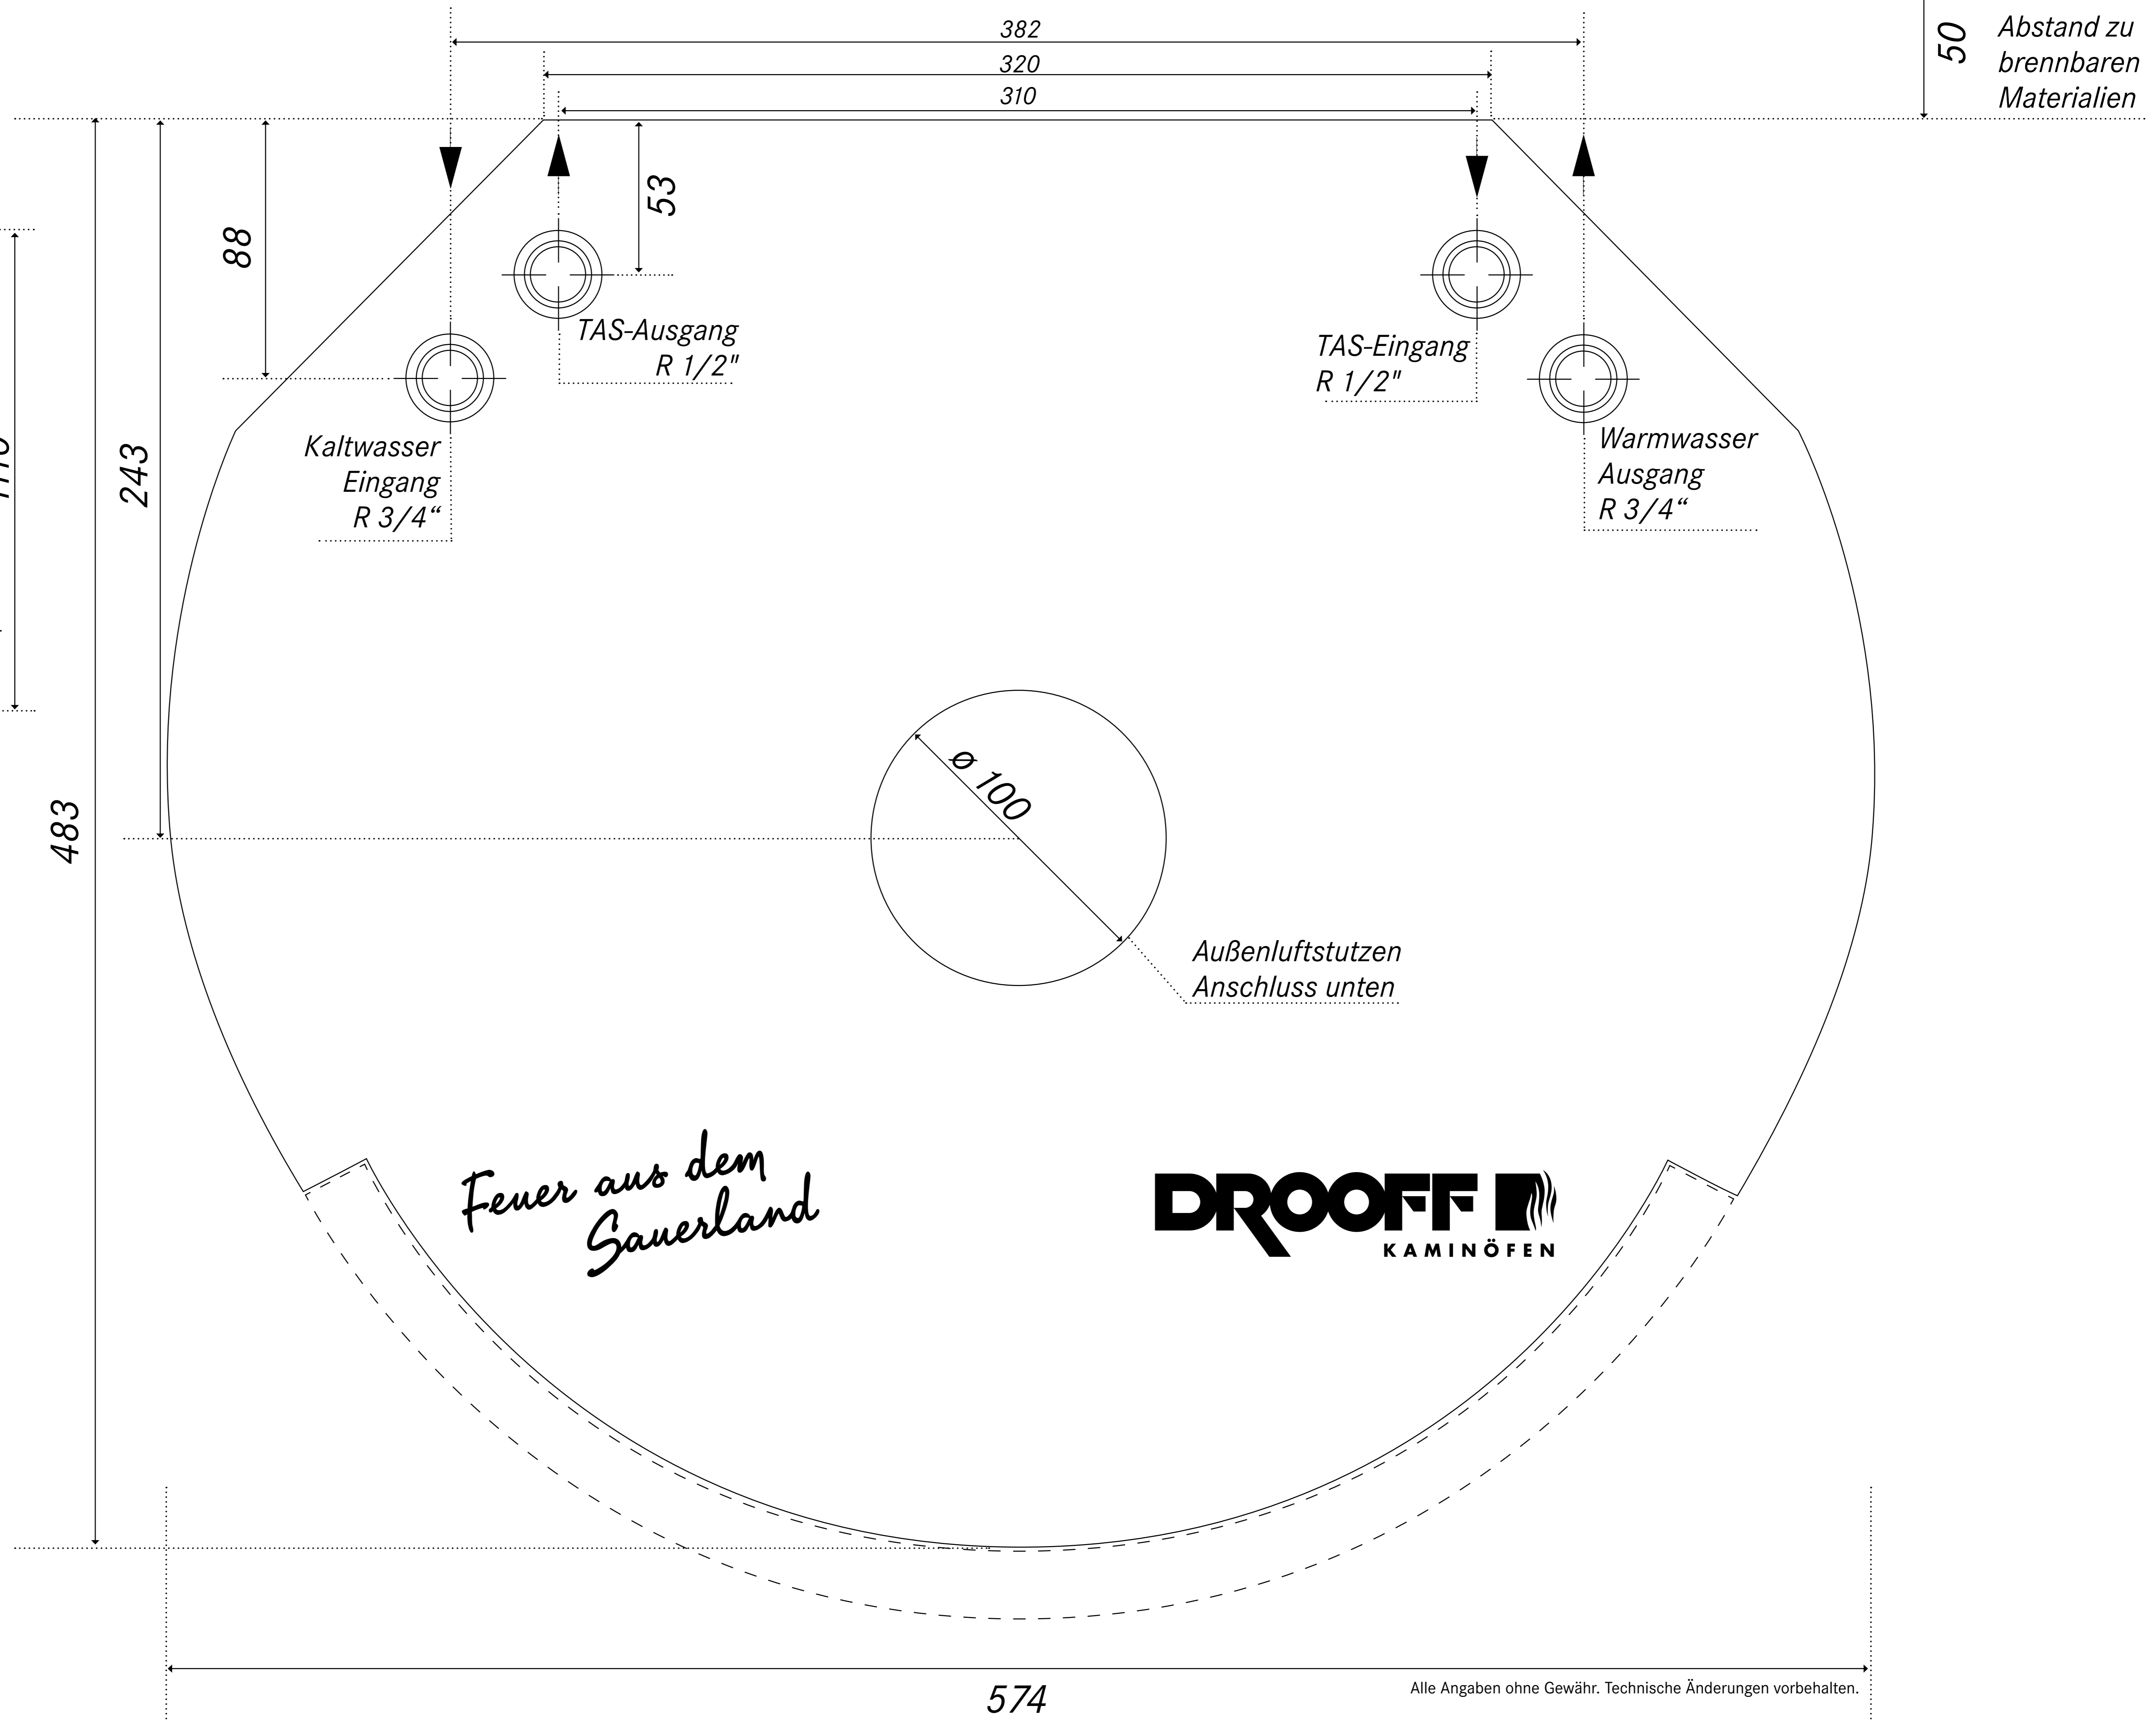 382
320
310
50
Abstand zu
brennbaren
Materialien
53
88
TAS-Ausgang
R 1/2"
TAS-Eingang
R 1/2"
Kaltwasser
Eingang
R 3/4“
Warmwasser
Ausgang
R 3/4“
243
483
ø 100
Außenluftstutzen
Anschluss unten
Feuer aus dem
Sauerland
DROOFF
KAMINÖFEN
574
Alle Angaben ohne Gewähr. Technische Änderungen vorbehalten.